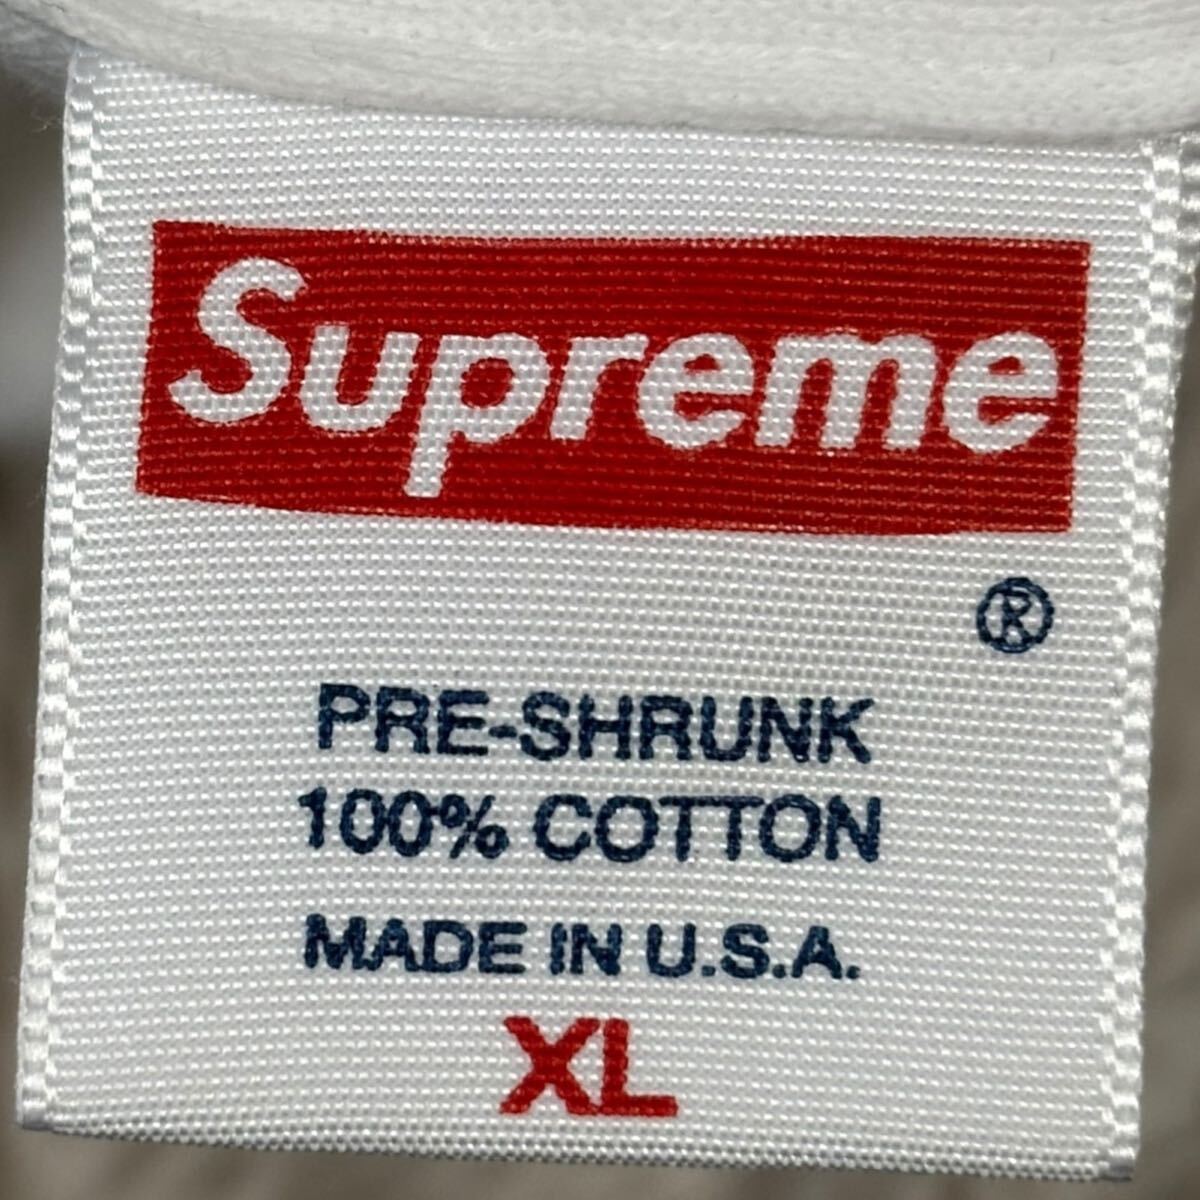 Supreme
®
PRE-SHRUNK
100% COTTON
MADE IN U.S.A.
XL